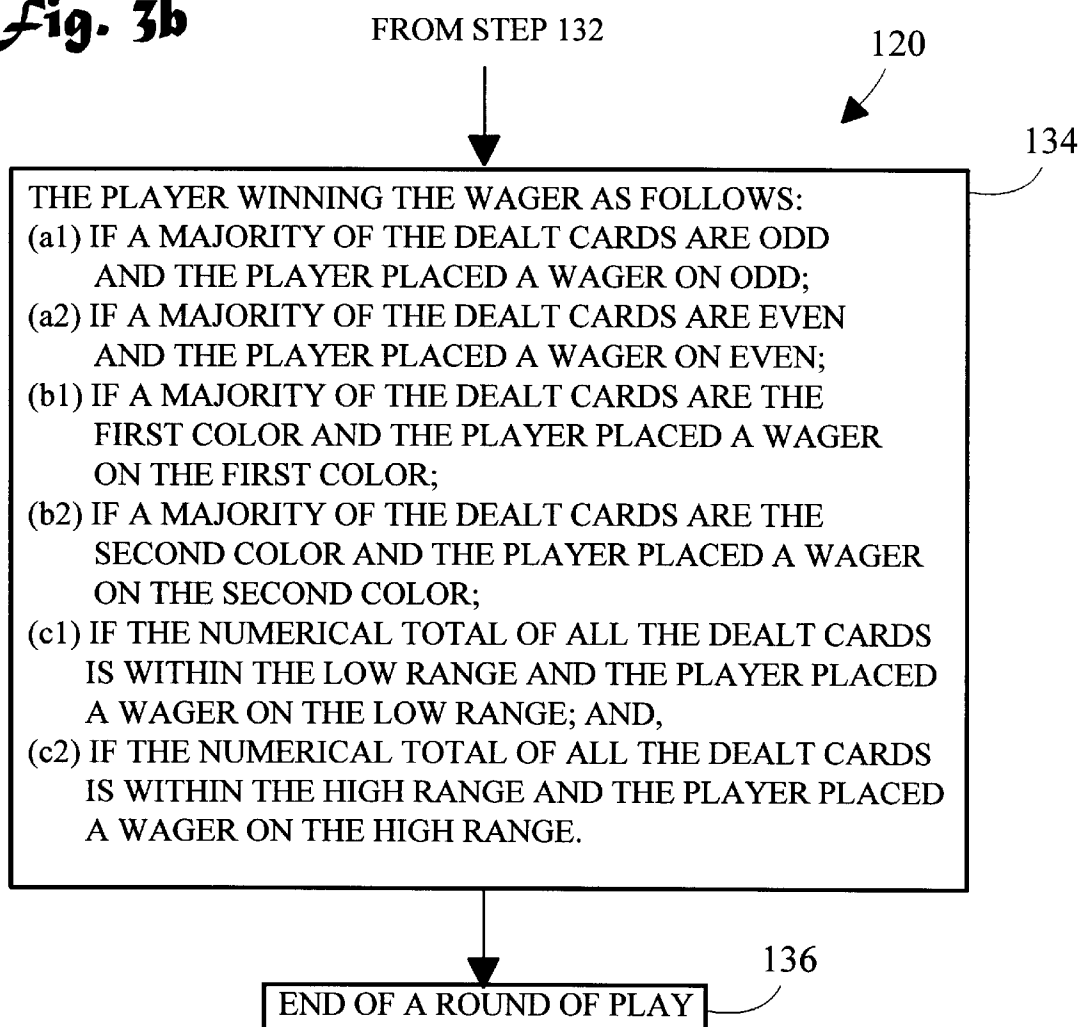 Fig. 3b
FROM STEP 132
120
134
THE PLAYER WINNING THE WAGER AS FOLLOWS:
(a1) IF A MAJORITY OF THE DEALT CARDS ARE ODD
AND THE PLAYER PLACED A WAGER ON ODD;
(a2) IF A MAJORITY OF THE DEALT CARDS ARE EVEN
AND THE PLAYER PLACED A WAGER ON EVEN;
(b1) IF A MAJORITY OF THE DEALT CARDS ARE THE
FIRST COLOR AND THE PLAYER PLACED A WAGER
ON THE FIRST COLOR;
(b2) IF A MAJORITY OF THE DEALT CARDS ARE THE
SECOND COLOR AND THE PLAYER PLACED A WAGER
ON THE SECOND COLOR;
(c1) IF THE NUMERICAL TOTAL OF ALL THE DEALT CARDS
IS WITHIN THE LOW RANGE AND THE PLAYER PLACED
A WAGER ON THE LOW RANGE; AND,
(c2) IF THE NUMERICAL TOTAL OF ALL THE DEALT CARDS
IS WITHIN THE HIGH RANGE AND THE PLAYER PLACED
A WAGER ON THE HIGH RANGE.
136
END OF A ROUND OF PLAY